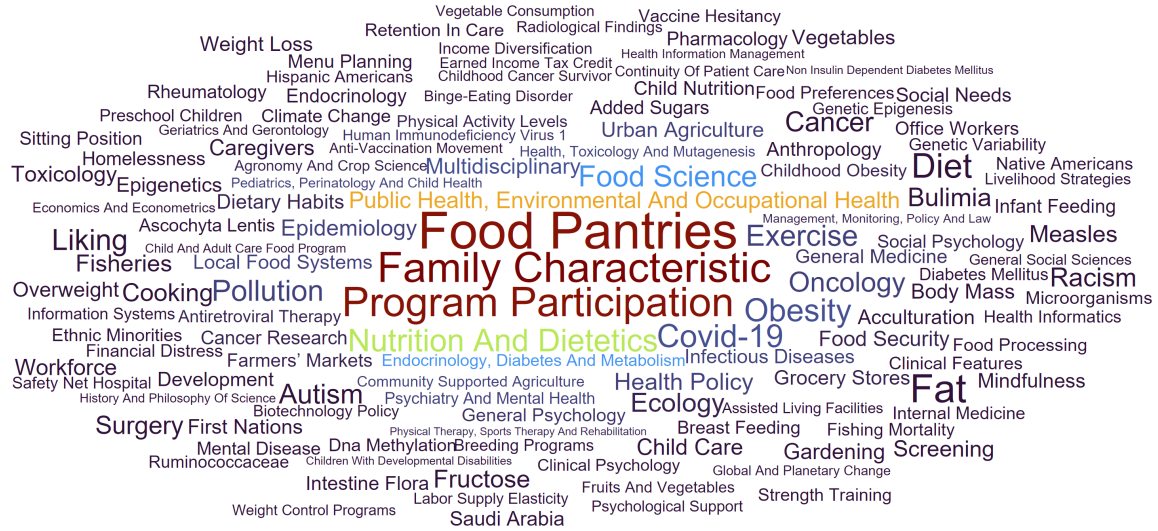 Vegetable Consumption
Vaccine Hesitancy
Retention In Care
Radiological Findings
Weight Loss
Pharmacology
Vegetables
Income Diversification
Health Information Management
Menu Planning
Earned Income Tax Credit
Continuity Of Patient Care
Non Insulin Dependent Diabetes Mellitus
Hispanic Americans
Childhood Cancer Survivor
Rheumatology
Endocrinology
Binge-Eating Disorder
Child Nutrition
Food Preferences
Social Needs
Preschool Children
Climate Change
Physical Activity Levels
Added Sugars
Genetic Epigenesis
Sitting Position
Geriatrics And Gerontology
Human Immunodeficiency Virus 1
Urban Agriculture
Cancer
Office Workers
Homelessness
Caregivers
Anti-Vaccination Movement
Health, Toxicology And Mutagenesis
Anthropology
Genetic Variability
Toxicology
Agronomy And Crop Science
Multidisciplinary
Food Science
Childhood Obesity
Diet
Native Americans
Epigenetics
Pediatrics, Perinatology And Child Health
Livelihood Strategies
Economics And Econometrics
Dietary Habits
Public Health, Environmental And Occupational Health
Bulimia
Infant Feeding
Ascochyta Lentis
Epidemiology
Food Pantries
Management, Monitoring, Policy And Law
Liking
Child And Adult Care Food Program
Exercise
Social Psychology
Measles
Fisheries
Local Food Systems
Family Characteristic
General Medicine
General Social Sciences
Overweight
Cooking
Pollution
Oncology
Diabetes Mellitus
Racism
Body Mass
Microorganisms
Information Systems
Antiretroviral Therapy
Program Participation
Obesity
Acculturation
Health Informatics
Ethnic Minorities
Cancer Research
Nutrition And Dietetics
Covid-19
Food Security
Food Processing
Financial Distress
Farmers’ Markets
Endocrinology, Diabetes And Metabolism
Infectious Diseases
Clinical Features
Workforce
Safety Net Hospital
Development
Community Supported Agriculture
Health Policy
Grocery Stores
Fat
Mindfulness
History And Philosophy Of Science
Autism
Psychiatry And Mental Health
Ecology
Assisted Living Facilities
Internal Medicine
Biotechnology Policy
General Psychology
Surgery
First Nations
Physical Therapy, Sports Therapy And Rehabilitation
Breast Feeding
Fishing Mortality
Mental Disease
Dna Methylation
Breeding Programs
Child Care
Gardening
Screening
Ruminococcaceae
Children With Developmental Disabilities
Clinical Psychology
Global And Planetary Change
Intestine Flora
Fructose
Fruits And Vegetables
Strength Training
Labor Supply Elasticity
Weight Control Programs
Psychological Support
Saudi Arabia